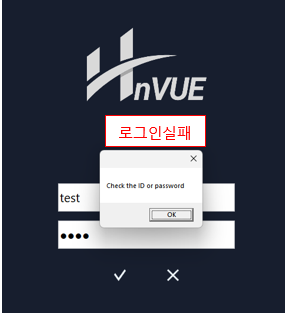 HnVUE
로그인실패
Check the ID or password
test
OK
●●●●